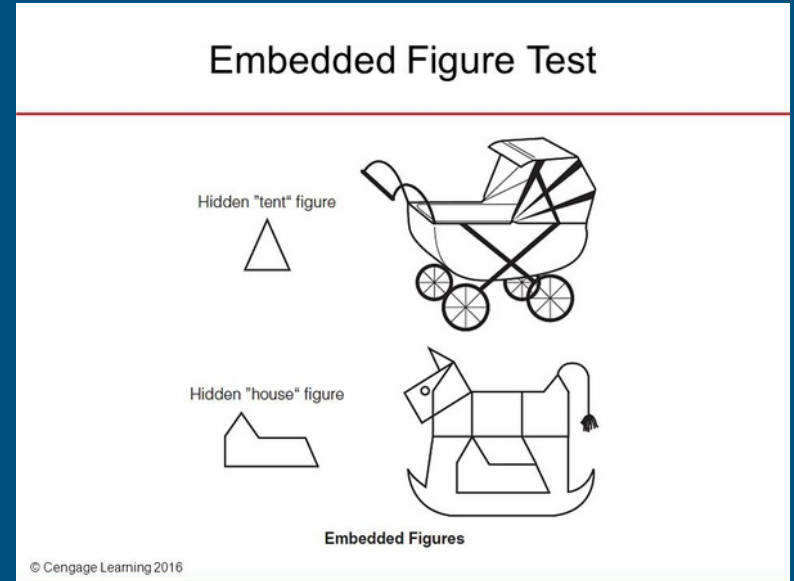 Embedded Figure Test
Hidden "tent“ figure
Hidden "house“ figure
Embedded Figures
© Cengage Learning 2016